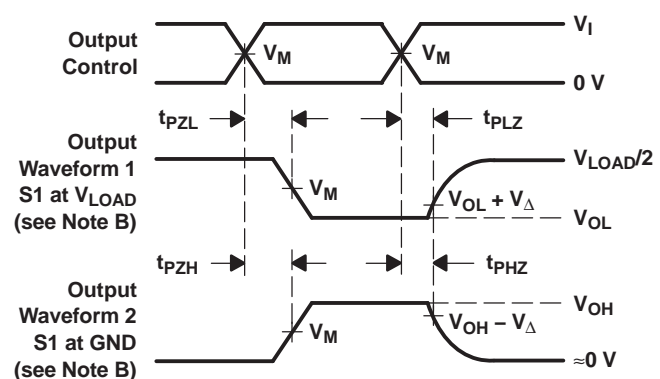 Output
Control
V_M
V_M
V_I
0 V
t_PZL
t_PLZ
Output
Waveform 1
S1 at V_LOAD
(see Note B)
V_M
V_LOAD/2
V_OL + V_Δ
V_OL
t_PZH
t_PHZ
Output
Waveform 2
S1 at GND
(see Note B)
V_M
V_OH
V_OH − V_Δ
≈0 V